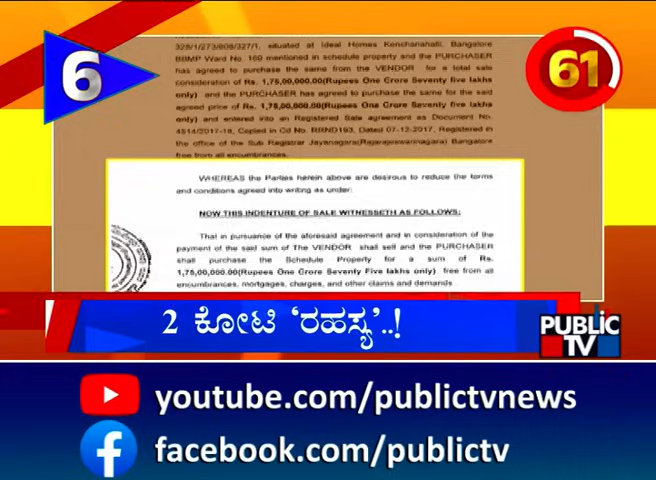 328/1/273/808/327/1, situated at Ideal Homes Kenchanahalli, Bangalore
BBMP Ward No. 160 mentioned in schedule property and the PURCHASER
has agreed to purchase the same from the VENDOR for a total sale
consideration of Rs. 1,75,00,000.00(Rupees One Crore Seventy five lakhs
only) and the PURCHASER has agreed to purchase the same for the said
agreed price of Rs. 1,75,00,000.00(Rupees One Crore Seventy Five Lakhs
only) and entered into an Registered Sale agreement as Document No.
4514/2017-18, Copied in Cd No. RRND193, Dated 07-12-2017, Registered in
the office of the Sub Registrar Jayanagara(Rajarajeswarinagara) Bangalore
free from all encumbrances.
WHEREAS the Parties herein above are desirous to reduce the terms
and conditions agreed into writing as under:
NOW THIS INDENTURE OF SALE WITNESSETH AS FOLLOWS:
That in pursuance of the aforesaid agreement and in consideration of the
payment of the said sum of The VENDOR shall sell and the PURCHASER
shall purchase the Schedule Property for a sum of Rs.
1,75,00,000.00(Rupees One Crore Seventy Five lakhs only) free from all
encumbrances, mortgages, charges, and other claims and demands
6
61
2 ಕೋಟಿ ‘ರಹಸ್ಯ’..!
PUBLiC
TV
youtube.com/publictvnews
facebook.com/publictv